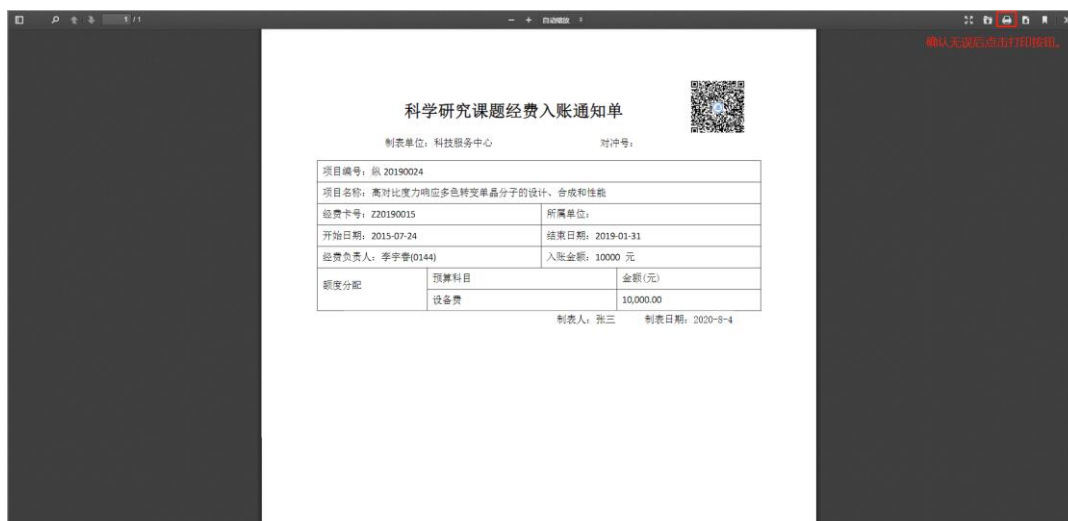 1 / 1
自动缩放
确认无误后点击打印按钮。
科学研究课题经费入账通知单
制表单位：科技服务中心 对冲号：
项目编号：纵 20190024
项目名称：高对比度力响应多色转变单晶分子的设计、合成和性能
经费卡号：Z20190015 所属单位：
开始日期：2015-07-24 结束日期：2019-01-31
经费负责人：李宇春(0144) 入账金额：10000 元
额度分配 预算科目 金额(元)
设备费 10,000.00
制表人：张三 制表日期：2020-8-4